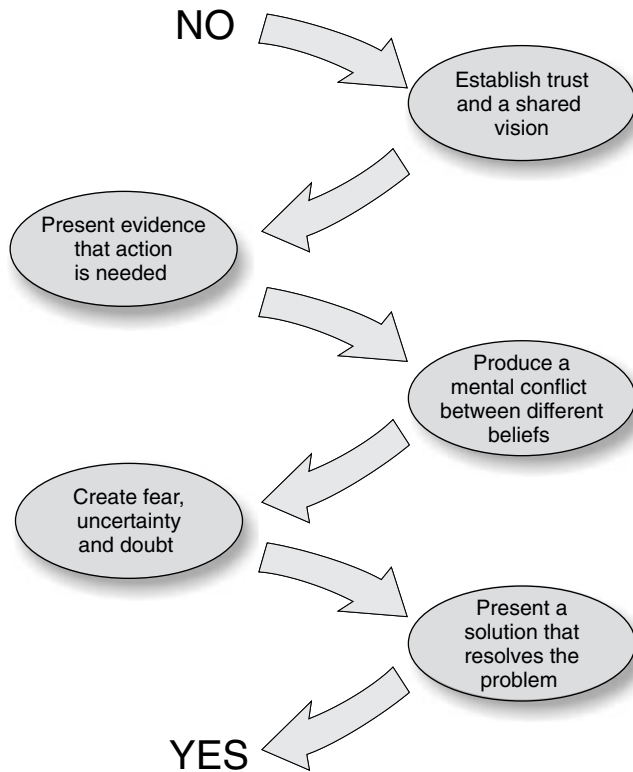 NO
Establish trust
and a shared
vision
Present evidence
that action
is needed
Produce a
mental conflict
between different
beliefs
Create fear,
uncertainty
and doubt
Present a
solution that
resolves the
problem
YES